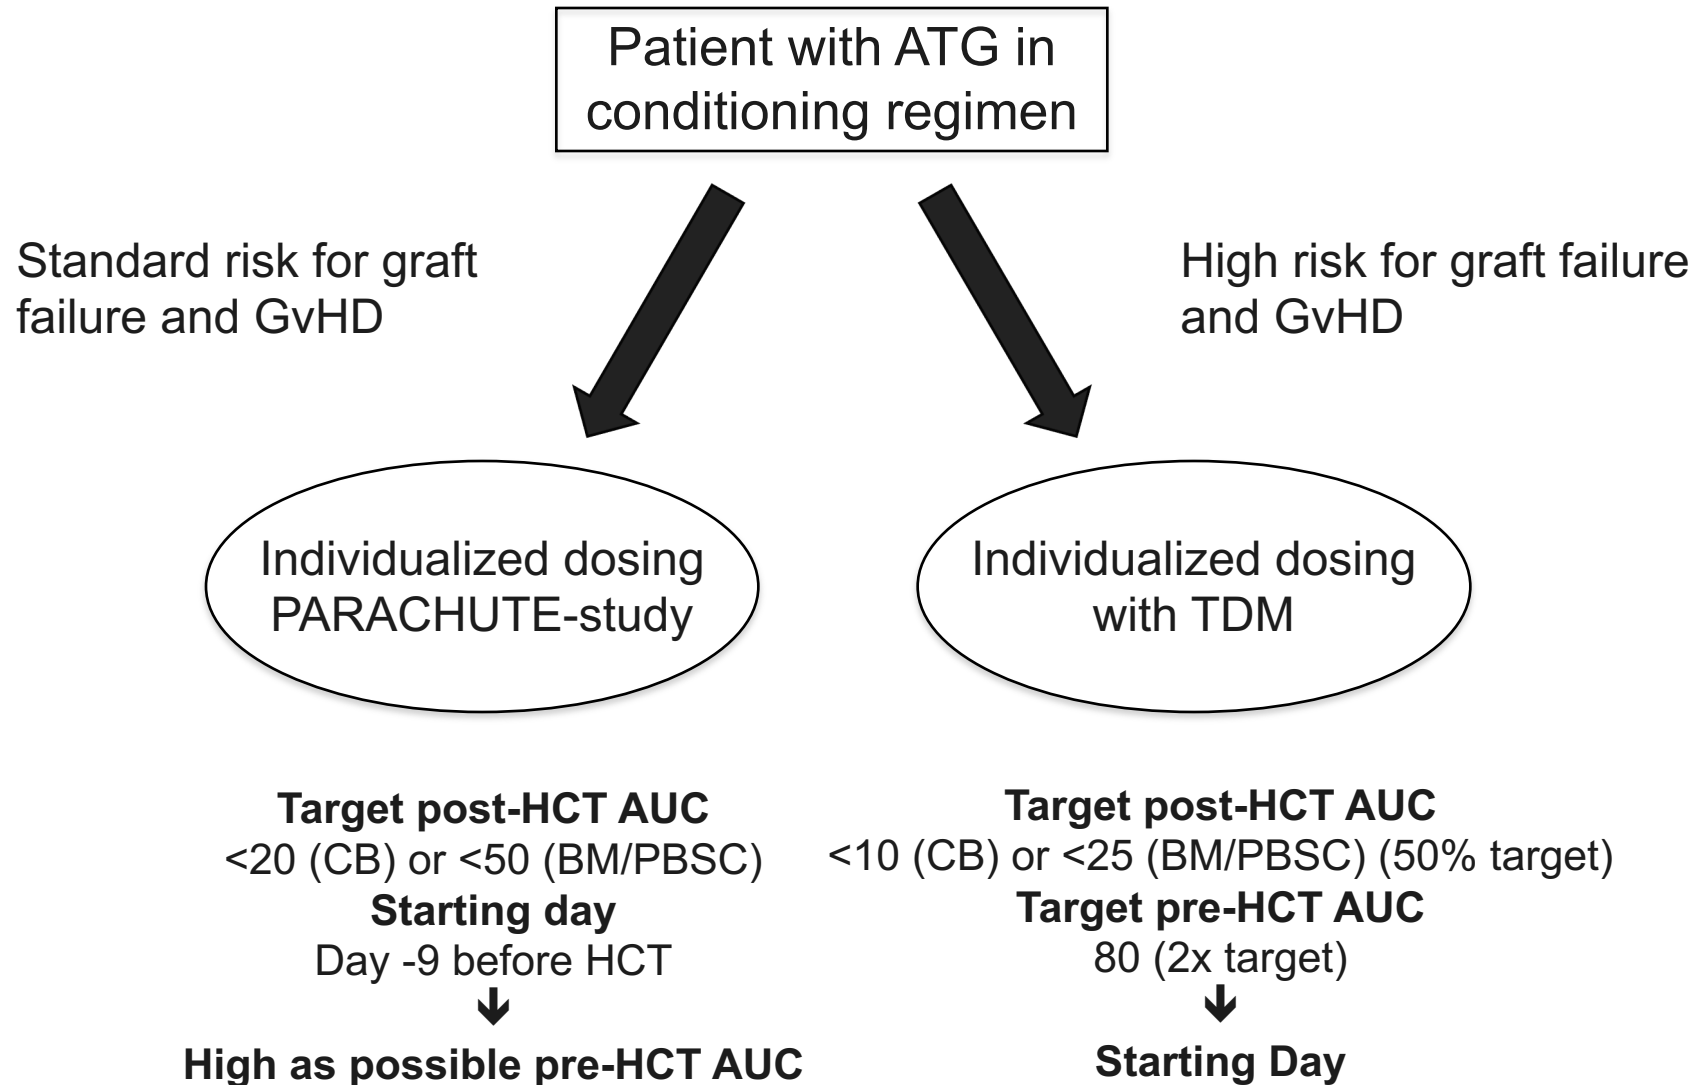 Patient with ATG in
conditioning regimen
Standard risk for graft
failure and GvHD
High risk for graft failure
and GvHD
Individualized dosing
PARACHUTE-study
Individualized dosing
with TDM
Target post-HCT AUC
<20 (CB) or <50 (BM/PBSC)
Starting day
Day -9 before HCT
High as possible pre-HCT AUC
Target post-HCT AUC
<10 (CB) or <25 (BM/PBSC) (50% target)
Target pre-HCT AUC
80 (2x target)
Starting Day